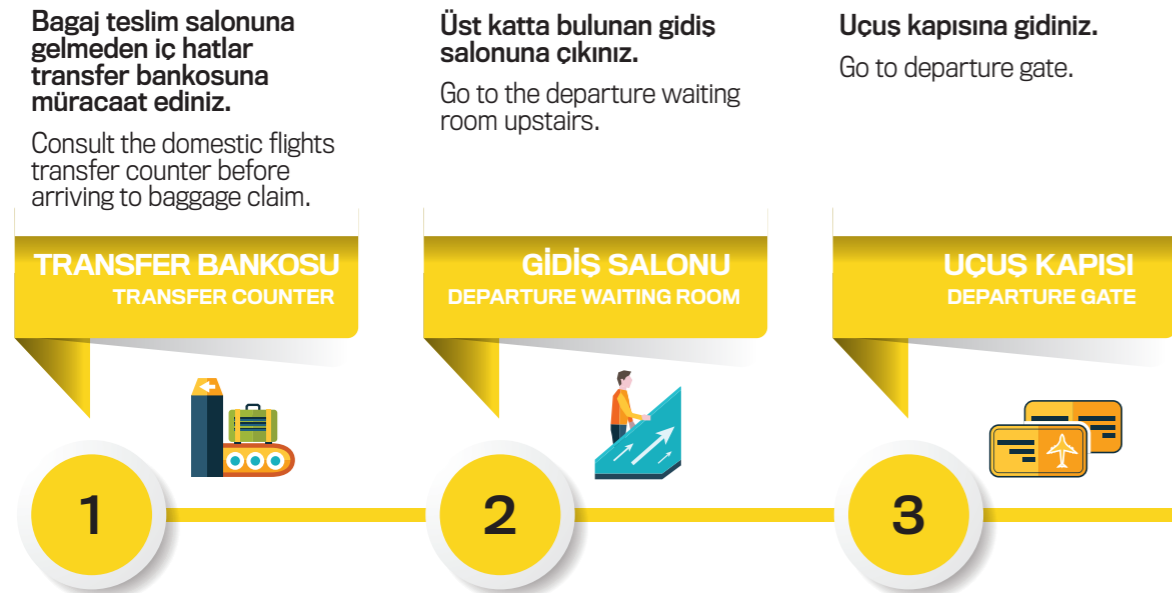 Bagaj teslim salonuna
gelmeden iç hatlar
transfer bankosuna
müracaat ediniz.
Consult the domestic flights
transfer counter before
arriving to baggage claim.
TRANSFER BANKOSU
TRANSFER COUNTER
1
Üst katta bulunan gidiş
salonuna çıkınız.
Go to the departure waiting
room upstairs.
GİDİŞ SALONU
DEPARTURE WAITING ROOM
2
Uçuş kapısına gidiniz.
Go to departure gate.
UÇUŞ KAPISI
DEPARTURE GATE
3